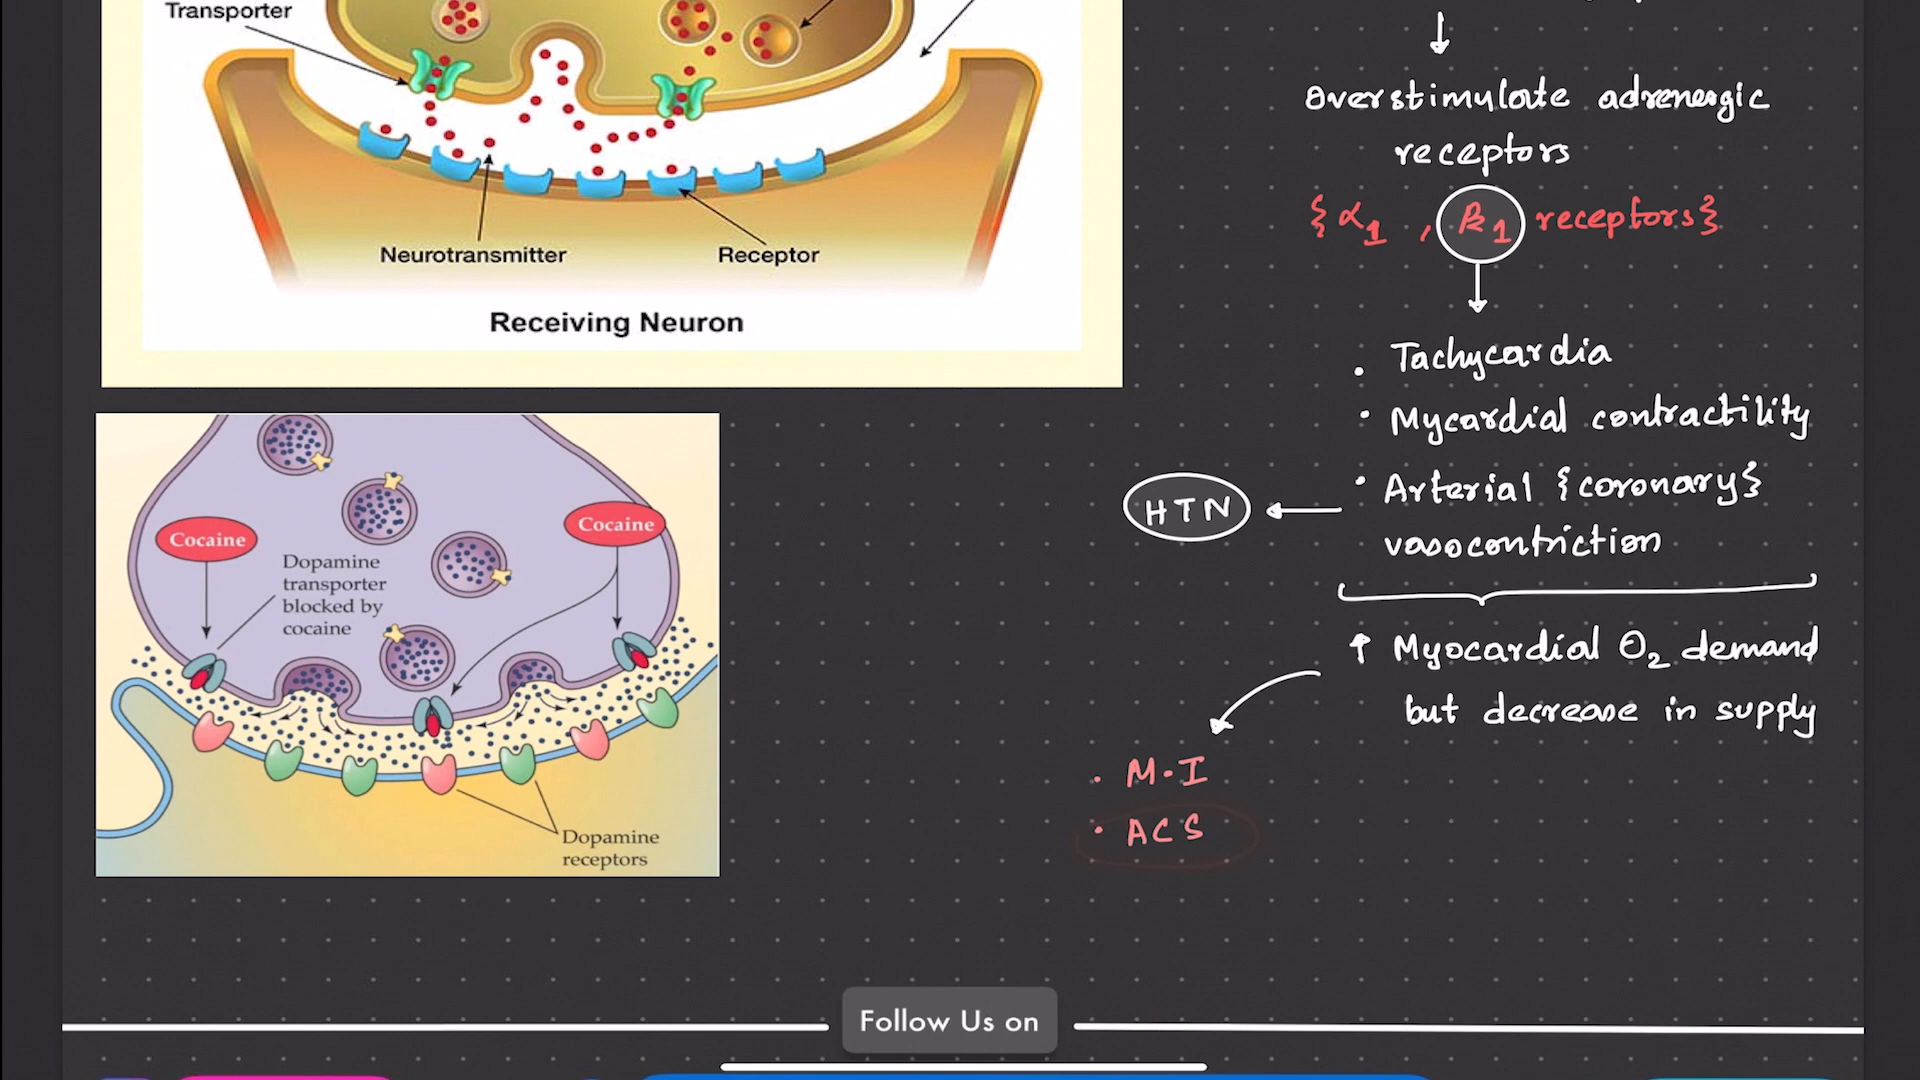 Transporter
Neurotransmitter
Receptor
Receiving Neuron
Cocaine
Cocaine
Dopamine
transporter
blocked by
cocaine
Dopamine
receptors
Overstimulate adrenergic
receptors
{α1 , β1 receptors}
. Tachycardia
• Mycardial contractility
• Arterial {coronary}
vasocontriction
HTN
↑ Myocardial O2 demand
but decrease in supply
• M.I
• ACS
Follow Us on